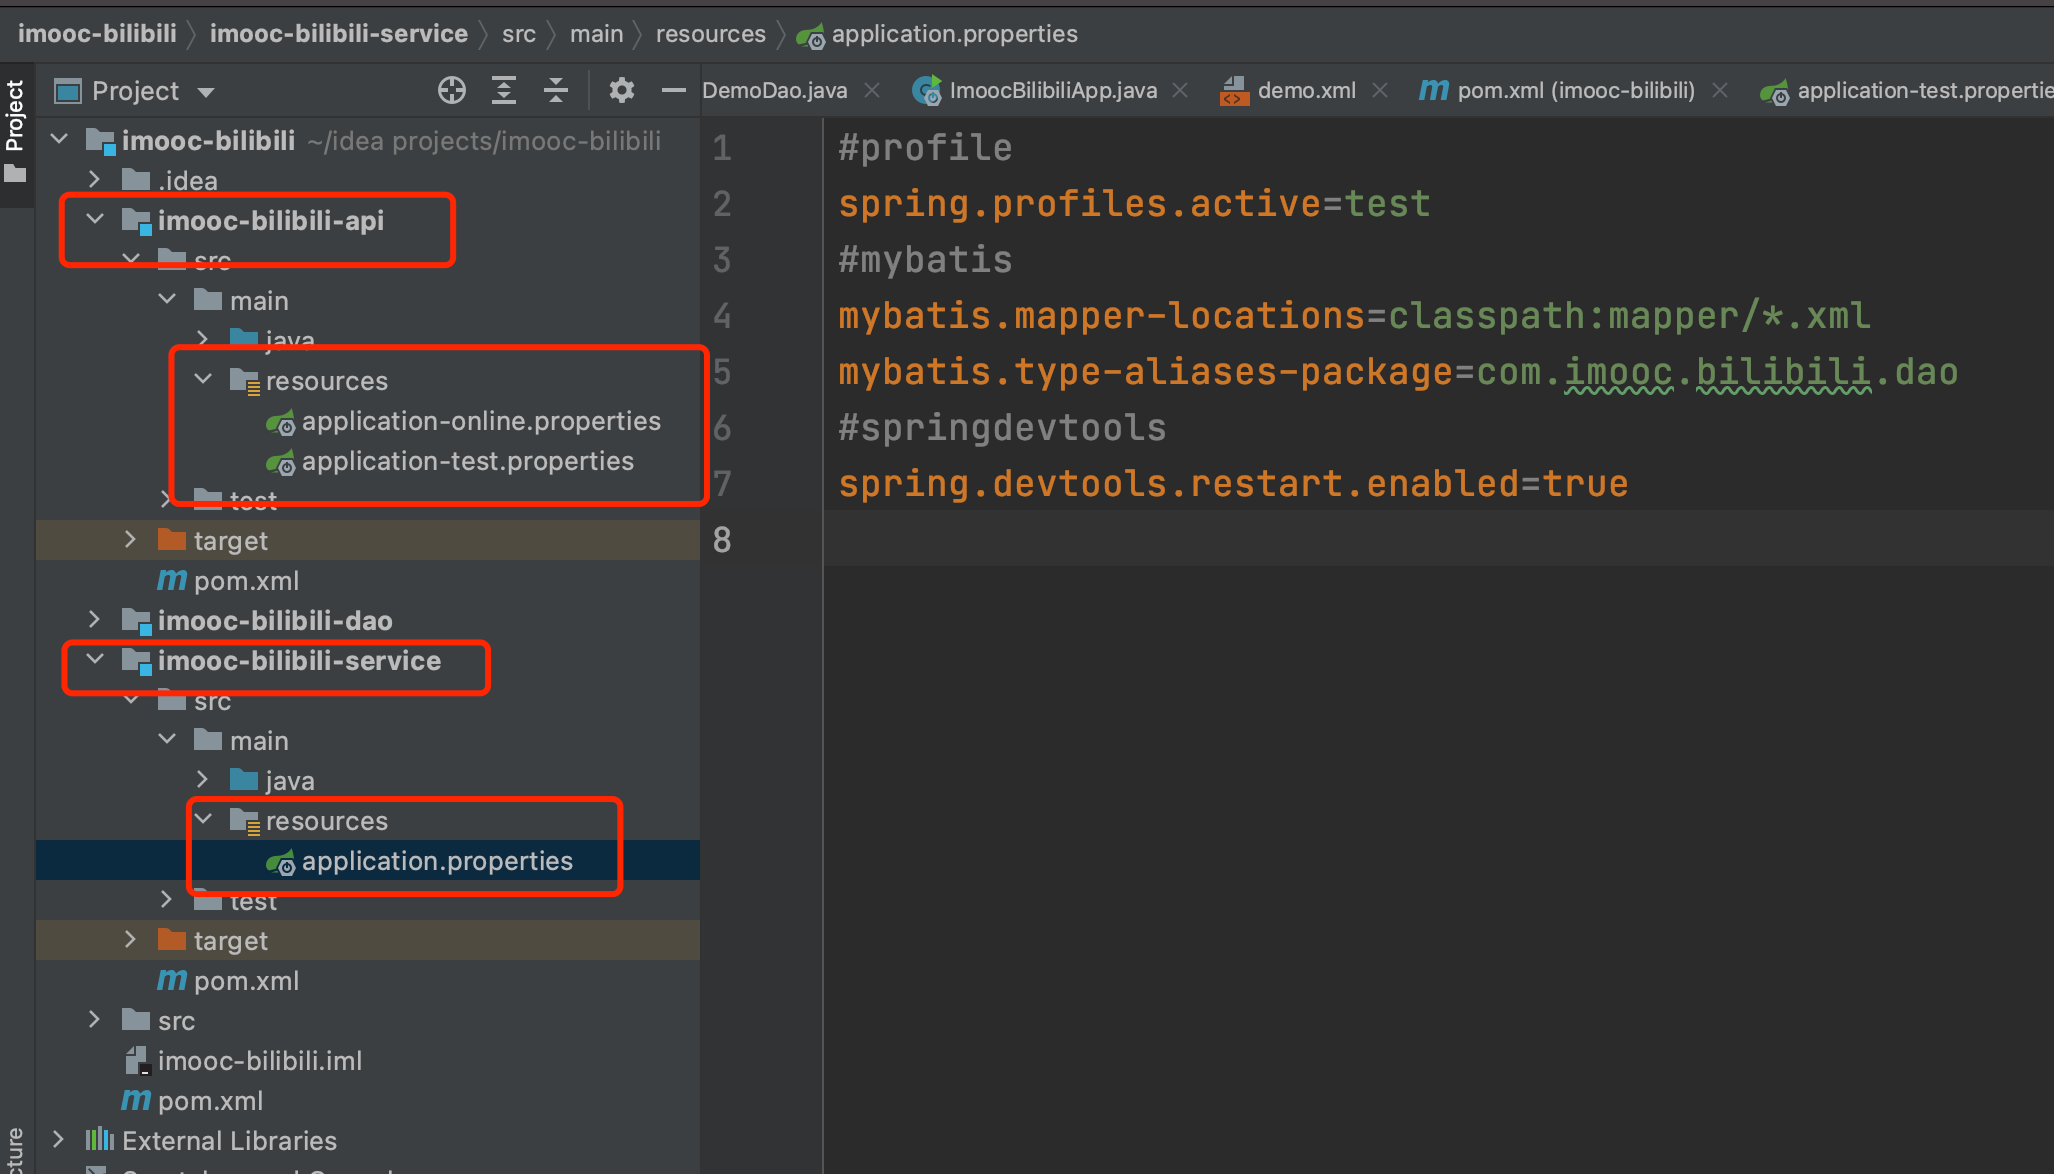 imooc-bilibili imooc-bilibili-service src main resources application.properties
Project
Project
DemoDao.java ImoocBilibiliApp.java demo.xml pom.xml (imooc-bilibili) application-test.propertie
imooc-bilibili ~/idea projects/imooc-bilibili
.idea
imooc-bilibili-api
src
main
java
resources
application-online.properties
application-test.properties
test
target
pom.xml
imooc-bilibili-dao
imooc-bilibili-service
src
main
java
resources
application.properties
test
target
pom.xml
src
imooc-bilibili.iml
pom.xml
External Libraries
cture
1 #profile
2 spring.profiles.active=test
3 #mybatis
4 mybatis.mapper-locations=classpath:mapper/*.xml
5 mybatis.type-aliases-package=com.imooc.bilibili.dao
6 #springdevtools
7 spring.devtools.restart.enabled=true
8